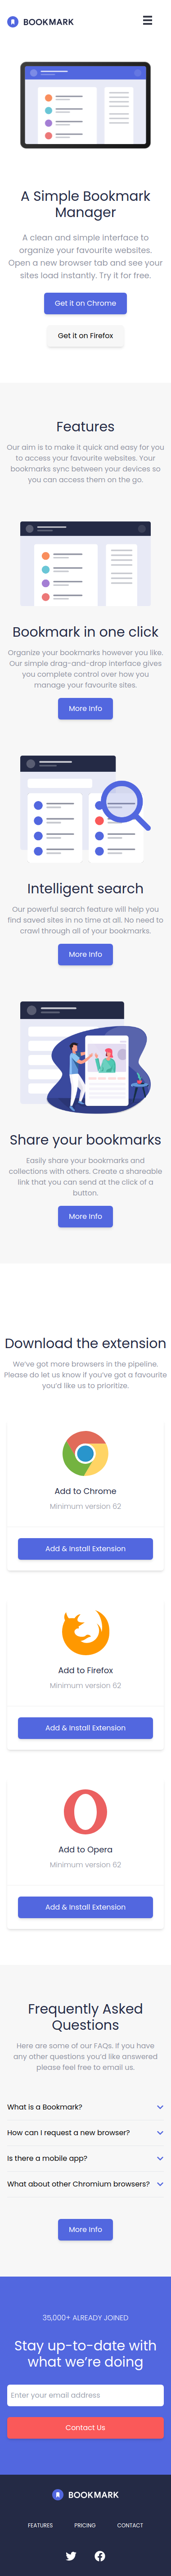 BOOKMARK
A Simple Bookmark
Manager
A clean and simple interface to
organize your favourite websites.
Open a new browser tab and see your
sites load instantly. Try it for free.
Get it on Chrome
Get it on Firefox
Features
Our aim is to make it quick and easy for you
to access your favourite websites. Your
bookmarks sync between your devices so
you can access them on the go.
Bookmark in one click
Organize your bookmarks however you like.
Our simple drag-and-drop interface gives
you complete control over how you
manage your favourite sites.
More Info
Intelligent search
Our powerful search feature will help you
find saved sites in no time at all. No need to
crawl through all of your bookmarks.
More Info
Share your bookmarks
Easily share your bookmarks and
collections with others. Create a shareable
link that you can send at the click of a
button.
More Info
Download the extension
We've got more browsers in the pipeline.
Please do let us know if you've got a favourite
you'd like us to prioritize.
Add to Chrome
Minimum version 62
Add & Install Extension
Add to Firefox
Minimum version 62
Add & Install Extension
Add to Opera
Minimum version 62
Add & Install Extension
Frequently Asked
Questions
Here are some of our FAQs. If you have
any other questions you'd like answered
please feel free to email us.
What is a Bookmark?
How can I request a new browser?
Is there a mobile app?
What about other Chromium browsers?
More Info
35,000+ ALREADY JOINED
Stay up-to-date with
what we're doing
Enter your email address
Contact Us
BOOKMARK
FEATURES PRICING CONTACT